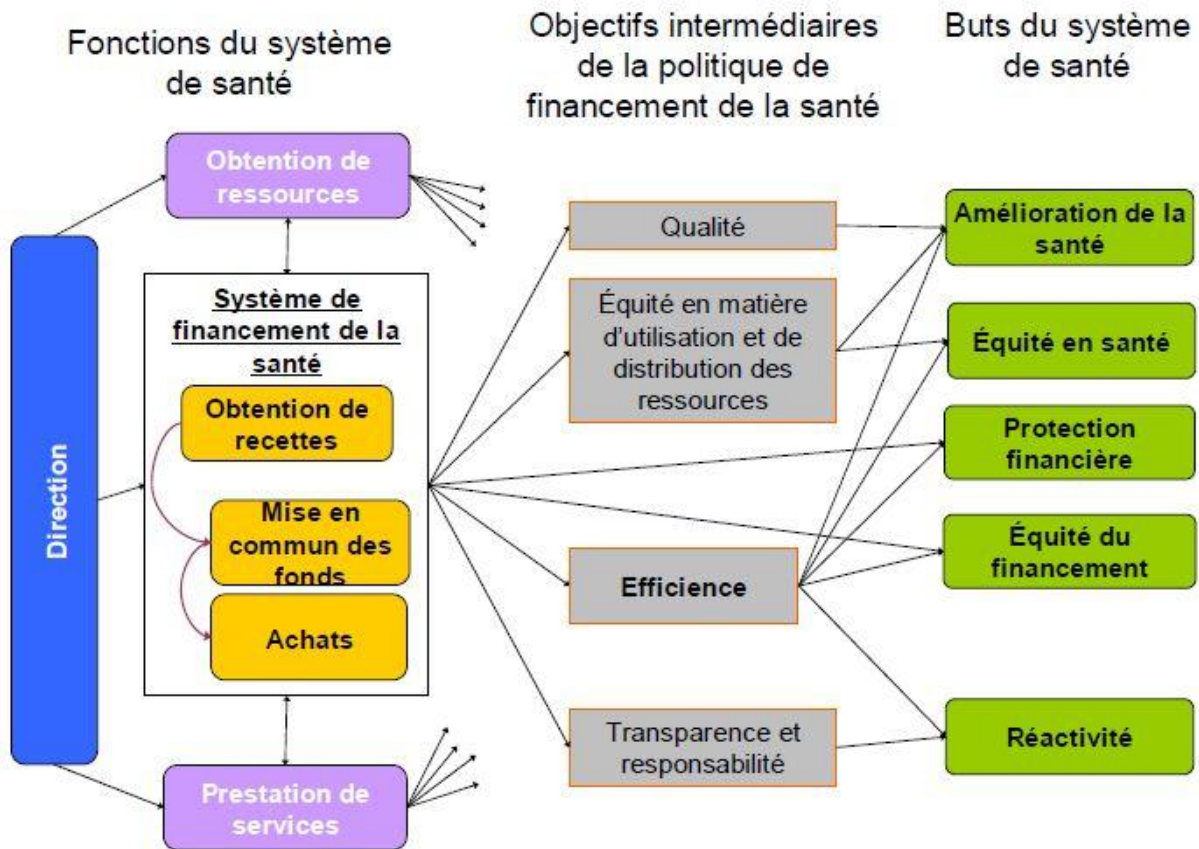 Fonctions du système
de santé
Objectifs intermédiaires
de la politique de
financement de la santé
Buts du système
de santé
Direction
Obtention de
ressources
Système de
financement de la
santé
Obtention de
recettes
Mise en
commun des
fonds
Achats
Prestation de
services
Qualité
Équité en matière
d'utilisation et de
distribution des
ressources
Efficience
Transparence et
responsabilité
Amélioration de la
santé
Équité en santé
Protection
financière
Équité du
financement
Réactivité